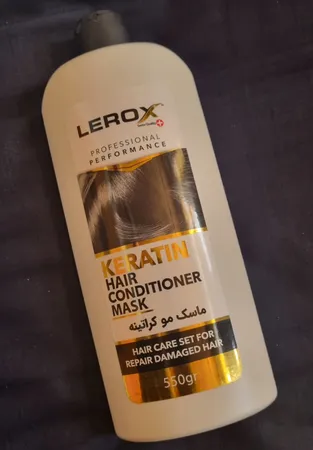 LEROX
PROFESSIONAL
PERFORMANCE
KERATIN
HAIR
CONDITIONER
MASK
ماسک مو کراتینه
HAIR CARE SET FOR
REPAIR DAMAGED HAIR
550gr